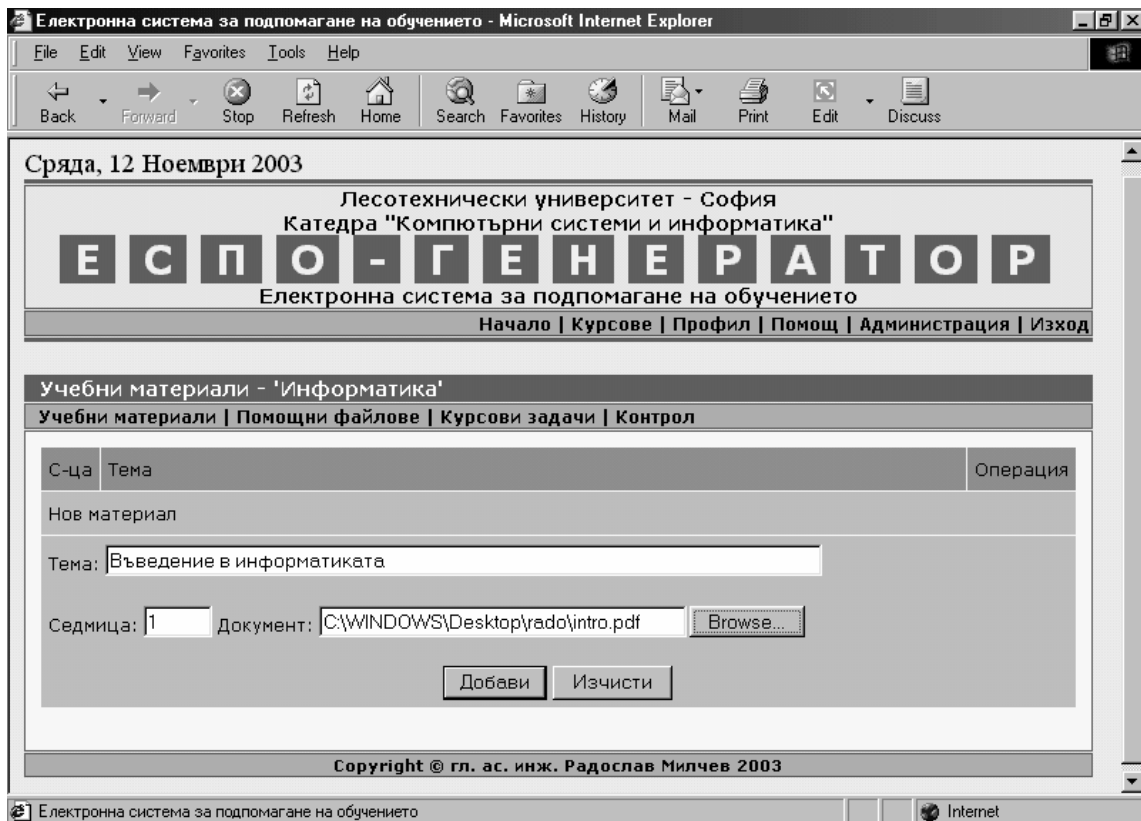 Електронна система за подпомагане на обучението - Microsoft Internet Explorer
File Edit View Favorites Tools Help
Back Forward Stop Refresh Home Search Favorites History Mail Print Edit Discuss
Сряда, 12 Ноември 2003
Лесотехнически университет - София
Катедра "Компютърни системи и информатика"
ЕСПО-ГЕНЕРАТОР
Електронна система за подпомагане на обучението
Начало | Курсове | Профил | Помощ | Администрация | Изход
Учебни материали - 'Информатика'
Учебни материали | Помощни файлове | Курсови задачи | Контрол
С-ца Тема Операция
Нов материал
Тема: Въведение в информатиката
Седмица: 1 Документ: C:\WINDOWS\Desktop\rado\intro.pdf Browse...
Добави Изчисти
Copyright © гл. ас. инж. Радослав Милчев 2003
Електронна система за подпомагане на обучението Internet